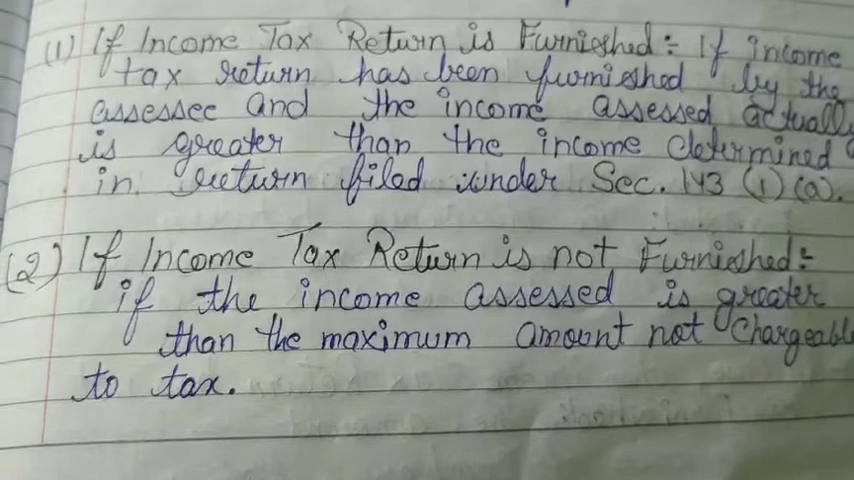 (1) If Income Tax Return is Furnished :- If income
tax return has been furnished by the
assessee and the income assessed actually
is greater than the income determined
in return filed under Sec. 143 (1) (a).
(2) If Income Tax Return is not Furnished :-
if the income assessed is greater
than the maximum amount not chargeable
to tax.